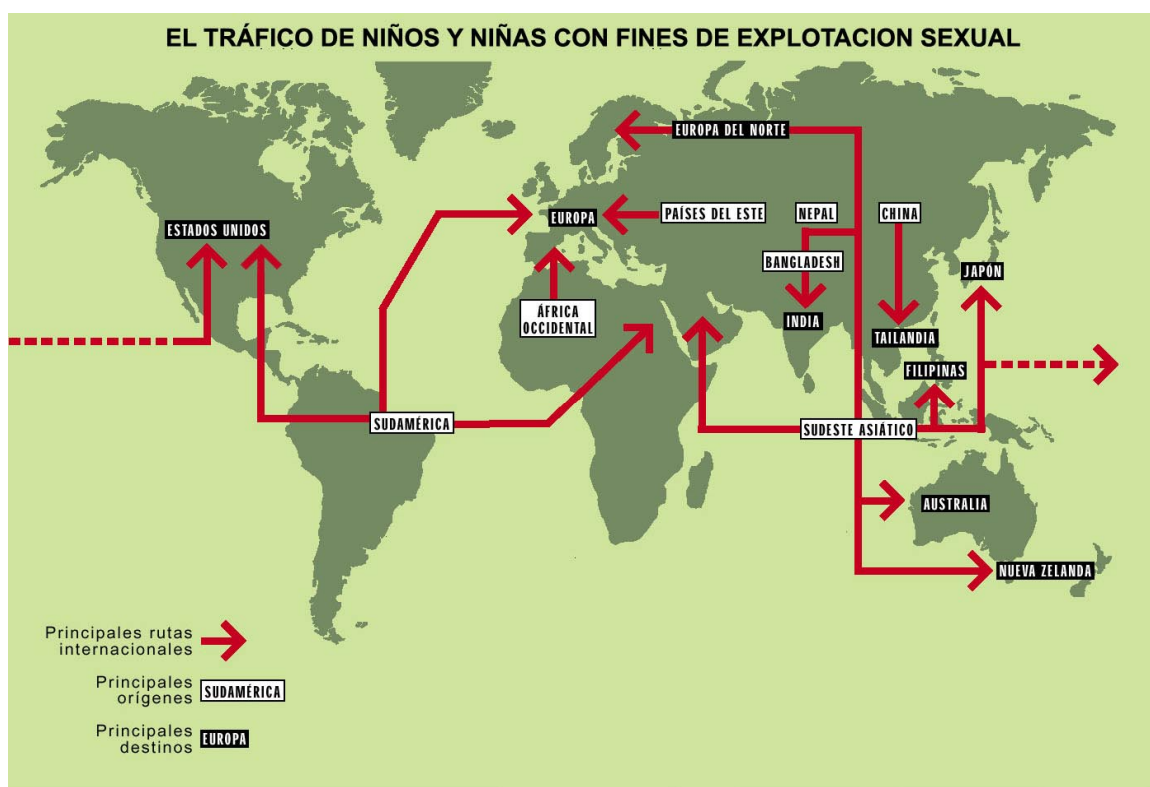 EL TRÁFICO DE NIÑOS Y NIÑAS CON FINES DE EXPLOTACION SEXUAL
EUROPA DEL NORTE
ESTADOS UNIDOS
EUROPA
PAÍSES DEL ESTE
NEPAL
CHINA
BANGLADESH
JAPÓN
ÁFRICA
OCCIDENTAL
INDIA
TAILANDIA
FILIPINAS
SUDAMÉRICA
SUDESTE ASIÁTICO
AUSTRALIA
NUEVA ZELANDA
Principales rutas
internacionales
Principales
orígenes
SUDAMÉRICA
Principales
destinos
EUROPA